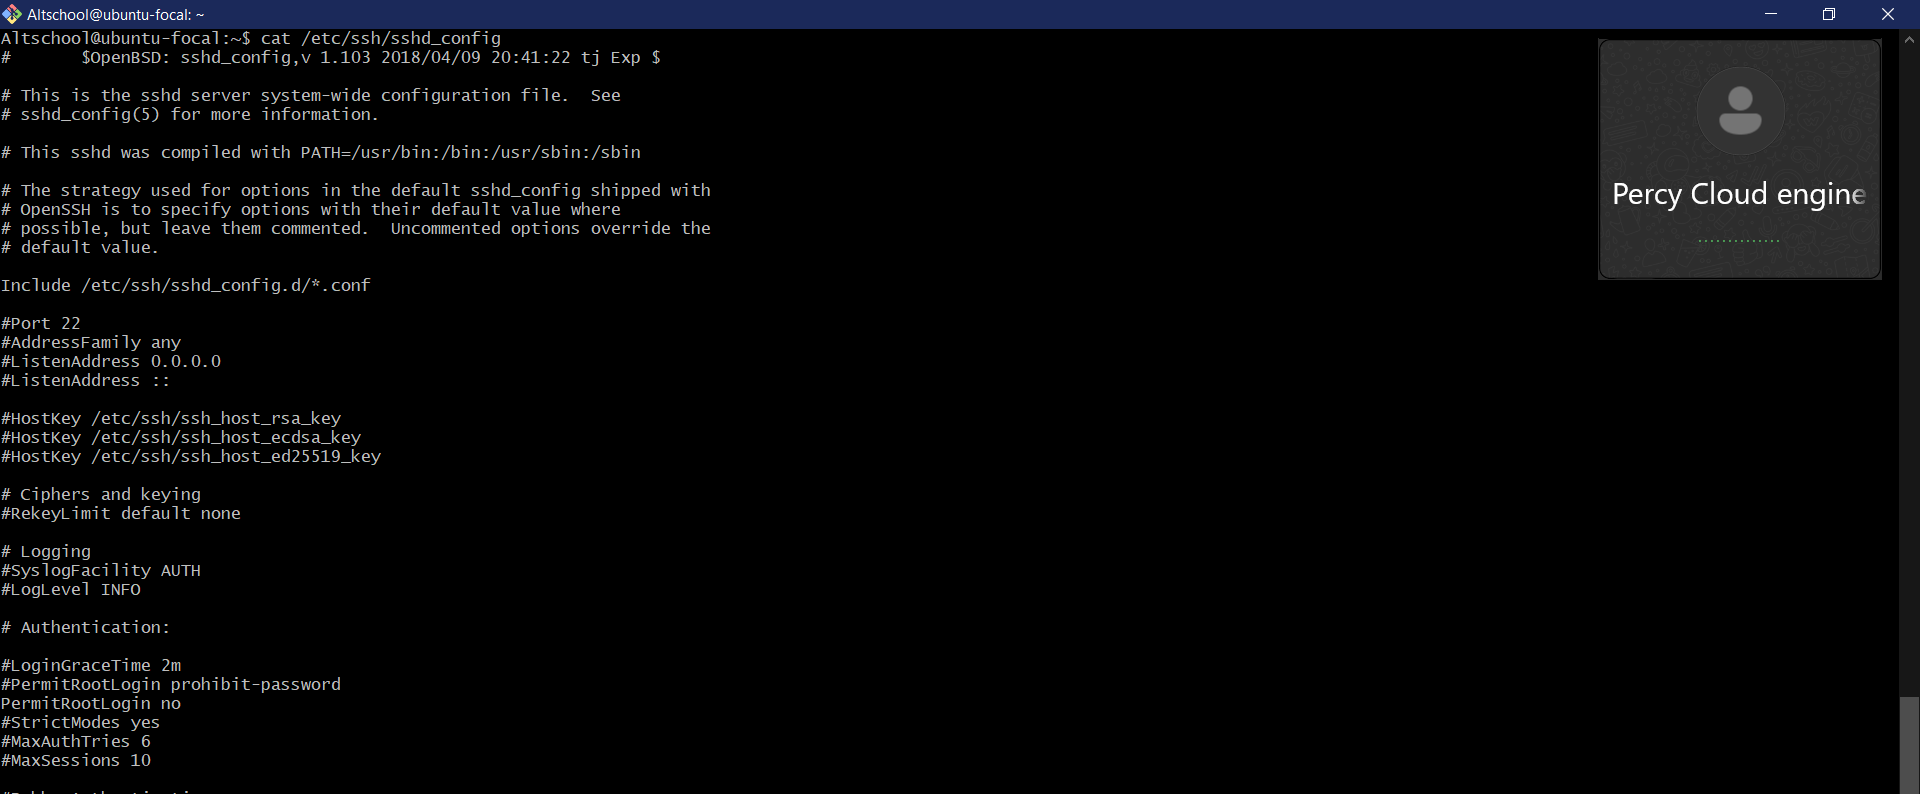 Altschool@ubuntu-focal: ~
Altschool@ubuntu-focal:~$ cat /etc/ssh/sshd_config
#       $OpenBSD: sshd_config,v 1.103 2018/04/09 20:41:22 tj Exp $
# This is the sshd server system-wide configuration file.  See
# sshd_config(5) for more information.
# This sshd was compiled with PATH=/usr/bin:/bin:/usr/sbin:/sbin
# The strategy used for options in the default sshd_config shipped with
# OpenSSH is to specify options with their default value where
# possible, but leave them commented.  Uncommented options override the
# default value.
Include /etc/ssh/sshd_config.d/*.conf
#Port 22
#AddressFamily any
#ListenAddress 0.0.0.0
#ListenAddress ::
#HostKey /etc/ssh/ssh_host_rsa_key
#HostKey /etc/ssh/ssh_host_ecdsa_key
#HostKey /etc/ssh/ssh_host_ed25519_key
# Ciphers and keying
#RekeyLimit default none
# Logging
#SyslogFacility AUTH
#LogLevel INFO
# Authentication:
#LoginGraceTime 2m
#PermitRootLogin prohibit-password
PermitRootLogin no
#StrictModes yes
#MaxAuthTries 6
#MaxSessions 10
Percy Cloud engine